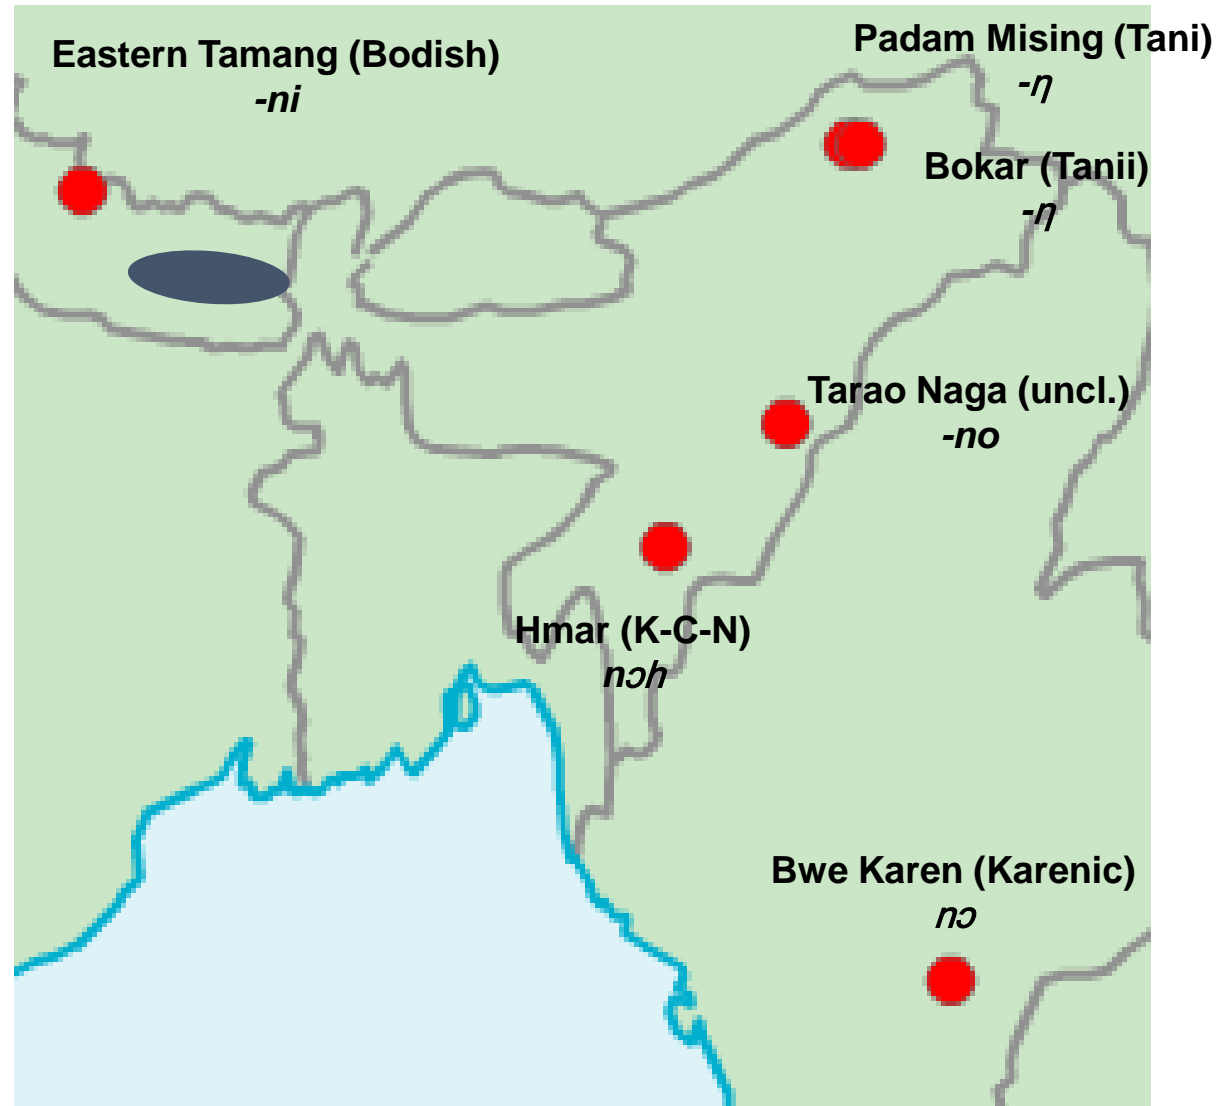 Eastern Tamang (Bodish)
-ni
Padam Mising (Tani)
-η
Bokar (Tanii)
-η
Tarao Naga (uncl.)
-no
Hmar (K-C-N)
nɔh
Bwe Karen (Karenic)
nɔ